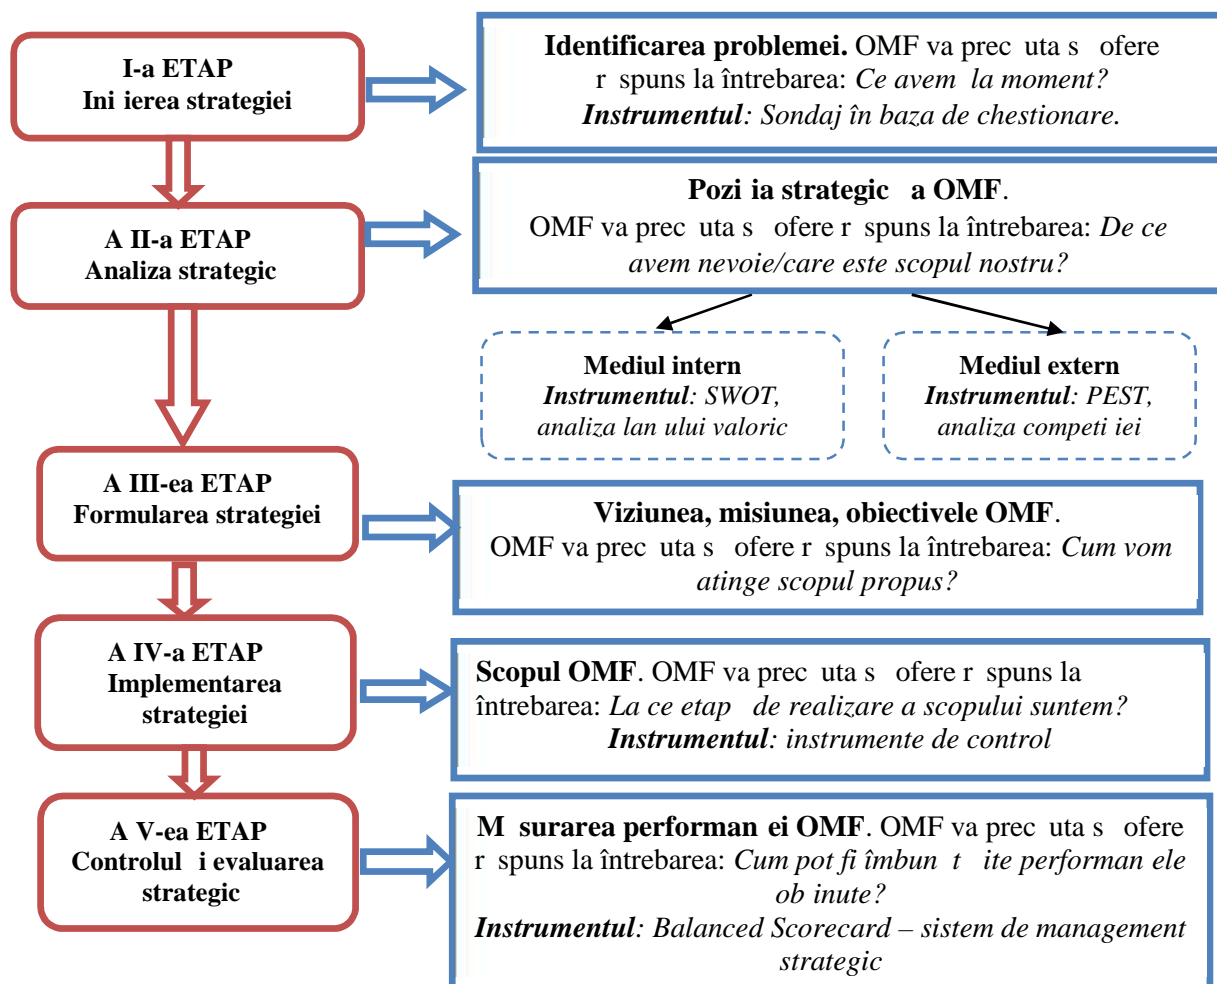 I-a ETAP
Ini ierea strategiei
Identificarea problemei. OMF va prec uta s ofere
r spuns la întrebarea: Ce avem la moment?
Instrumentul: Sondaj în baza de chestionare.
A II-a ETAP
Analiza strategic
Pozi ia strategic a OMF.
OMF va prec uta s ofere r spuns la întrebarea: De ce
avem nevoie/care este scopul nostru?
Mediul intern
Instrumentul: SWOT,
analiza lan ului valoric
Mediul extern
Instrumentul: PEST,
analiza competi iei
A III-ea ETAP
Formularea strategiei
Viziunea, misiunea, obiectivele OMF.
OMF va prec uta s ofere r spuns la întrebarea: Cum vom
atinge scopul propus?
A IV-a ETAP
Implementarea
strategiei
Scopul OMF. OMF va prec uta s ofere r spuns la
întrebarea: La ce etap de realizare a scopului suntem?
Instrumentul: instrumente de control
A V-ea ETAP
Controlul i evaluarea
strategic
M surarea performan ei OMF. OMF va prec uta s ofere
r spuns la întrebarea: Cum pot fi îmbun t ite performan ele
ob inute?
Instrumentul: Balanced Scorecard – sistem de management
strategic